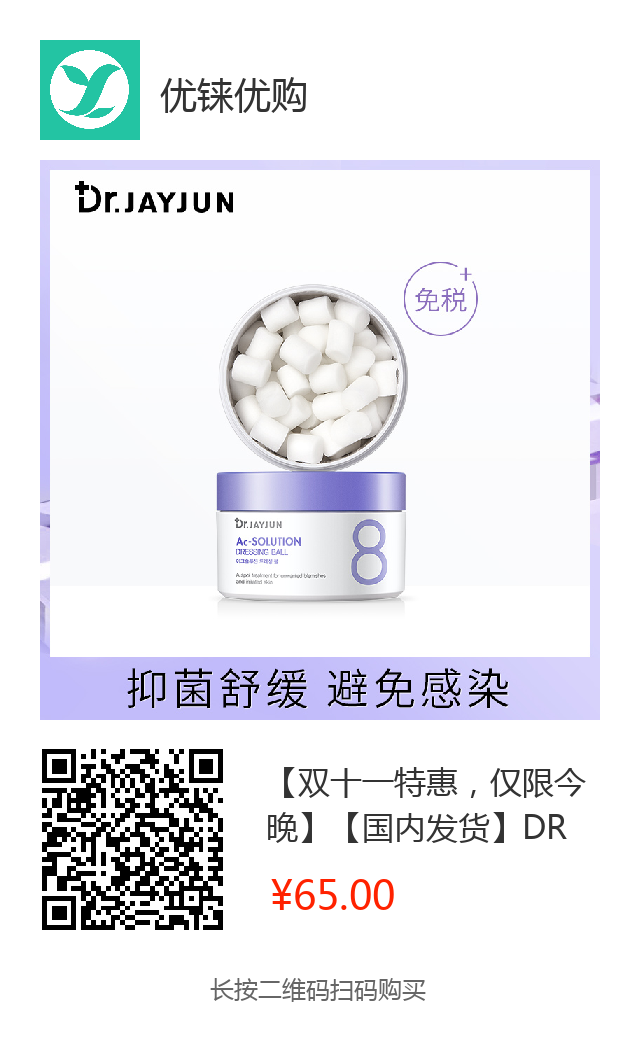 优铼优购
Dr.JAYJUN
免税
Dr.JAYJUN
Ac-SOLUTION
DRESSING BALL
8
抑菌舒缓 避免感染
【双十一特惠，仅限今
晚】【国内发货】DR
¥65.00
长按二维码扫码购买